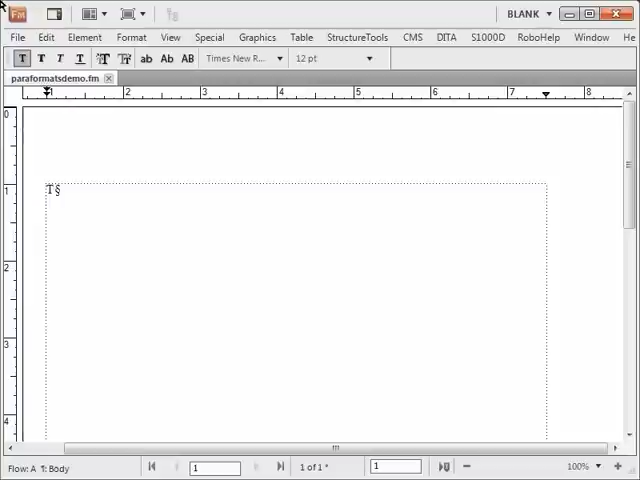 Fm BLANK
File Edit Element Format View Special Graphics Table StructureTools CMS DITA S1000D RoboHelp Window He
T T T T T Tf ab Ab AB Times New R... 12 pt
paraformatsdemo.fm
1 2 3 4 5 6 7 8
0
T§
1
2
3
4
Flow: A ¶: Body 1 1 of 1 * 1 100%